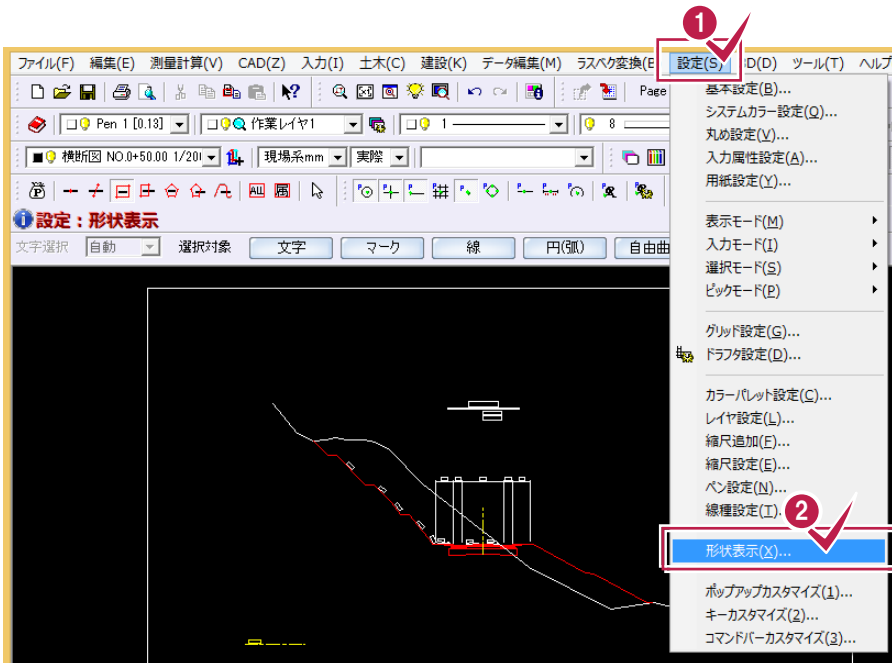 1
ファイル(F) 編集(E) 測量計算(V) CAD(Z) 入力(I) 土木(C) 建設(K) データ編集(M) ラスベク変換(E 設定(S) 3D(D) ツール(T) ヘルプ
Page
Pen 1 [0.13] 作業レイヤ1 1 8
横断図 NO.0+50.00 1/20 現場系mm 実際
ALL 属
設定：形状表示
文字選択 自動 選択対象 文字 マーク 線 円(弧) 自由曲
基本設定(B)...
システムカラー設定(O)...
丸め設定(V)...
入力属性設定(A)...
用紙設定(Y)...
表示モード(M)
入力モード(I)
選択モード(S)
ピックモード(P)
グリッド設定(G)...
ドラフタ設定(D)...
カラーパレット設定(C)...
レイヤ設定(L)...
縮尺追加(F)...
縮尺設定(E)...
ペン設定(N)...
線種設定(T)...
2
形状表示(X)...
ポップアップカスタマイズ(1)...
キーカスタマイズ(2)...
コマンドバーカスタマイズ(3)...